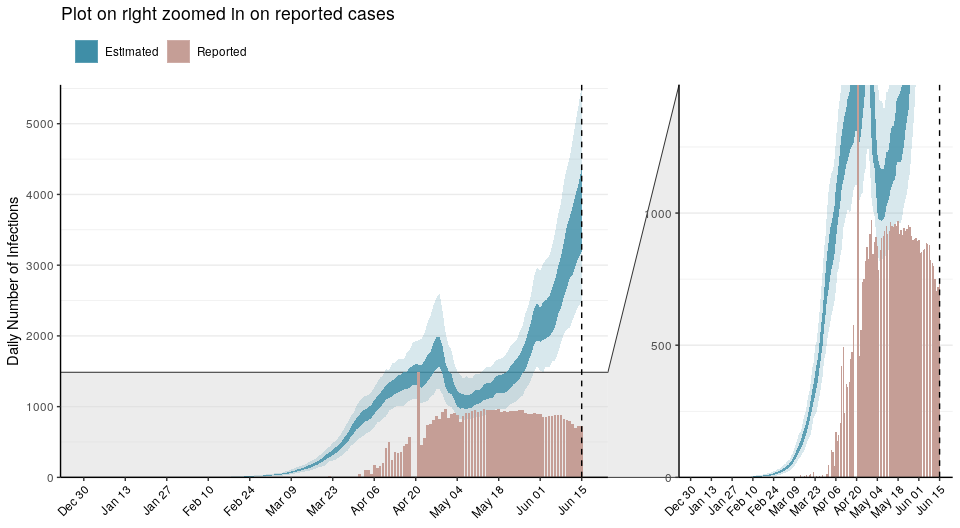 Plot on right zoomed in on reported cases
Estimated Reported
Daily Number of Infections
5000
4000
3000
2000
1000
0
Dec 30 Jan 13 Jan 27 Feb 10 Feb 24 Mar 09 Mar 23 Apr 06 Apr 20 May 04 May 18 Jun 01 Jun 15
1000
500
0
Dec 30 Jan 13 Jan 27 Feb 10 Feb 24 Mar 09 Mar 23 Apr 06 Apr 20 May 04 May 18 Jun 01 Jun 15